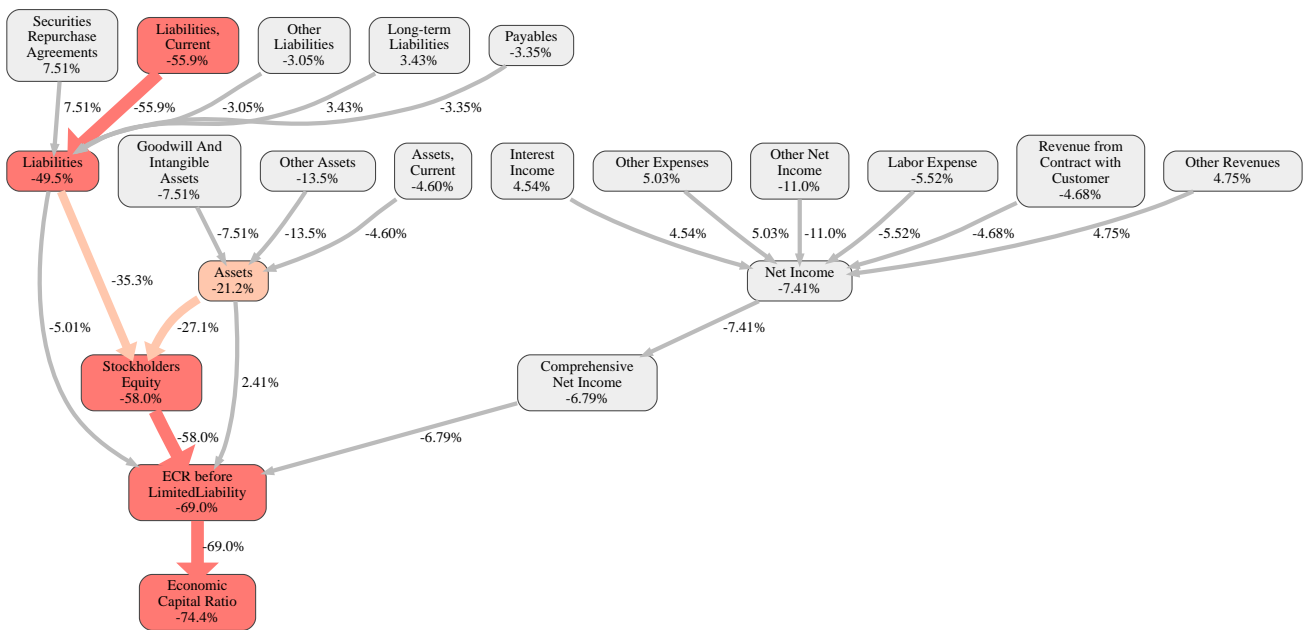 Securities
Repurchase
Agreements
7.51%
Liabilities,
Current
-55.9%
Other
Liabilities
-3.05%
Long-term
Liabilities
3.43%
Payables
-3.35%
7.51%
-55.9%
-3.05%
3.43%
-3.35%
Liabilities
-49.5%
Goodwill And
Intangible
Assets
-7.51%
Other Assets
-13.5%
Assets,
Current
-4.60%
Interest
Income
4.54%
Other Expenses
5.03%
Other Net
Income
-11.0%
Labor Expense
-5.52%
Revenue from
Contract with
Customer
-4.68%
Other Revenues
4.75%
-7.51%
-13.5%
-4.60%
4.54%
5.03%
-11.0%
-5.52%
-4.68%
4.75%
Assets
-21.2%
Net Income
-7.41%
-35.3%
-5.01%
-27.1%
-7.41%
Stockholders
Equity
-58.0%
2.41%
Comprehensive
Net Income
-6.79%
-58.0%
-6.79%
ECR before
LimitedLiability
-69.0%
-69.0%
Economic
Capital Ratio
-74.4%